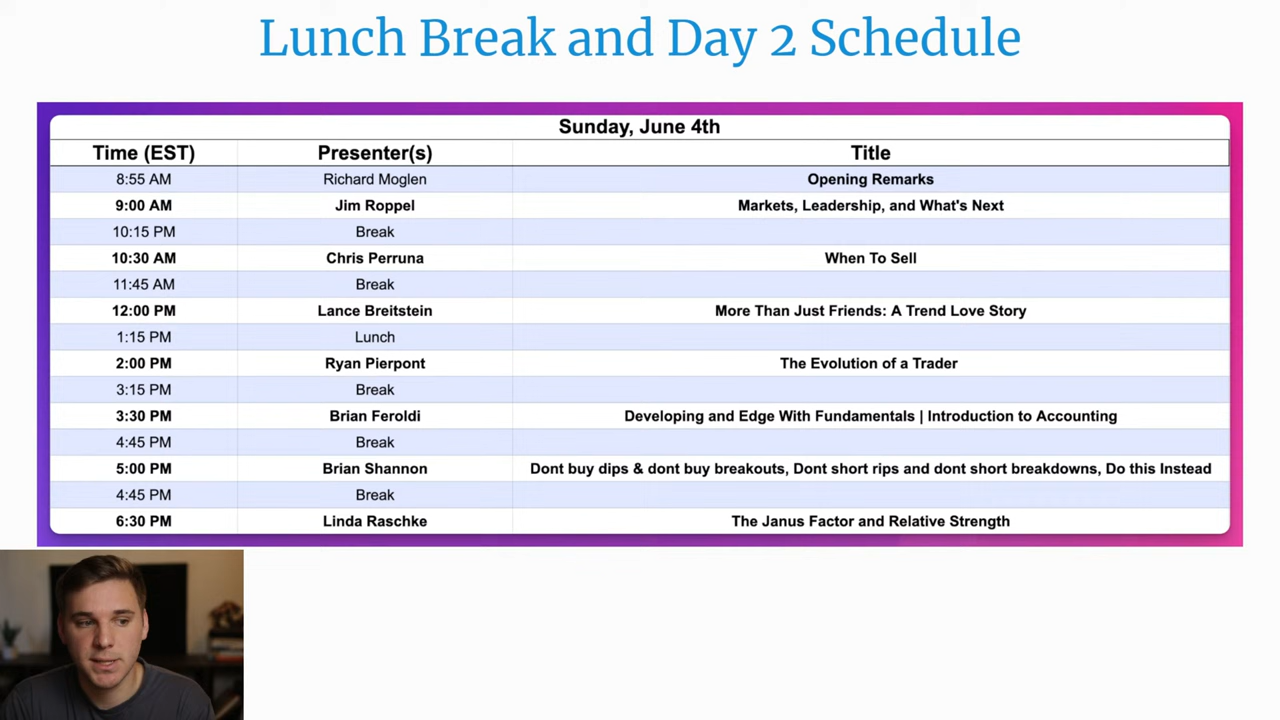 Lunch Break and Day 2 Schedule
Sunday, June 4th
Time (EST) Presenter(s) Title
8:55 AM Richard Moglen Opening Remarks
9:00 AM Jim Roppel Markets, Leadership, and What's Next
10:15 PM Break
10:30 AM Chris Perruna When To Sell
11:45 AM Break
12:00 PM Lance Breitstein More Than Just Friends: A Trend Love Story
1:15 PM Lunch
2:00 PM Ryan Pierpont The Evolution of a Trader
3:15 PM Break
3:30 PM Brian Feroldi Developing and Edge With Fundamentals | Introduction to Accounting
4:45 PM Break
5:00 PM Brian Shannon Dont buy dips & dont buy breakouts, Dont short rips and dont short breakdowns, Do this Instead
4:45 PM Break
6:30 PM Linda Raschke The Janus Factor and Relative Strength